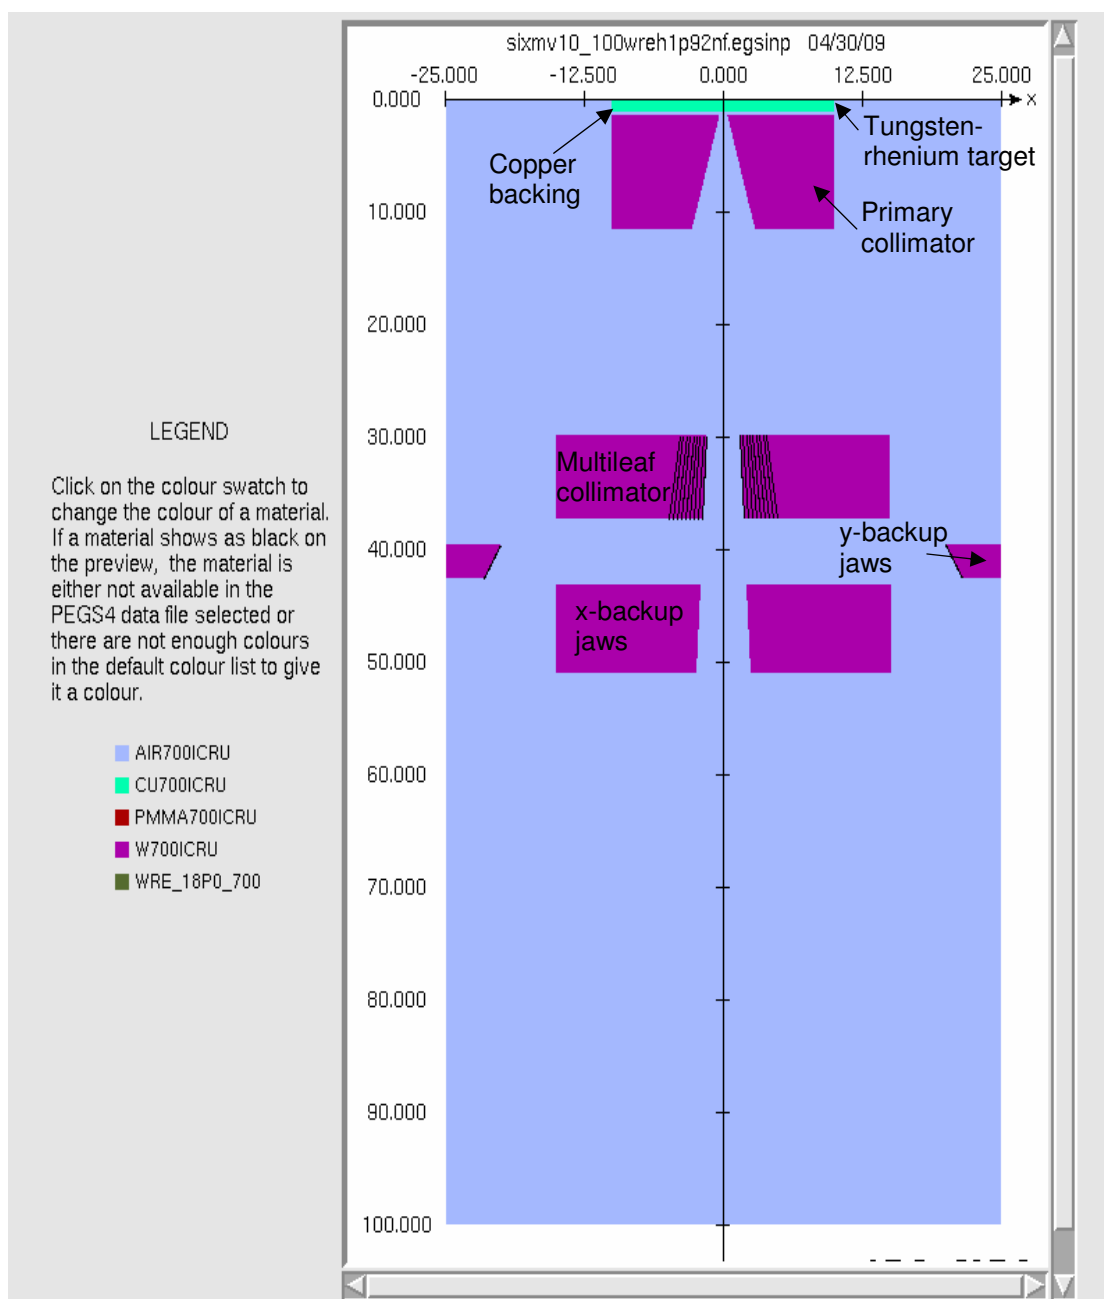 sixmv10_100wreh1p92nf.egsinp 04/30/09
-25.000 -12.500 0.000 12.500 25.000
0.000
x
Tungsten-
rhenium target
Copper
backing
Primary
collimator
10.000
20.000
30.000
Multileaf
collimator
40.000
y-backup
jaws
x-backup
jaws
50.000
60.000
70.000
80.000
90.000
100.000
LEGEND
Click on the colour swatch to
change the colour of a material.
If a material shows as black on
the preview, the material is
either not available in the
PEGS4 data file selected or
there are not enough colours
in the default colour list to give
it a colour.
AIR700ICRU
CU700ICRU
PMMA700ICRU
W700ICRU
WRE_18P0_700